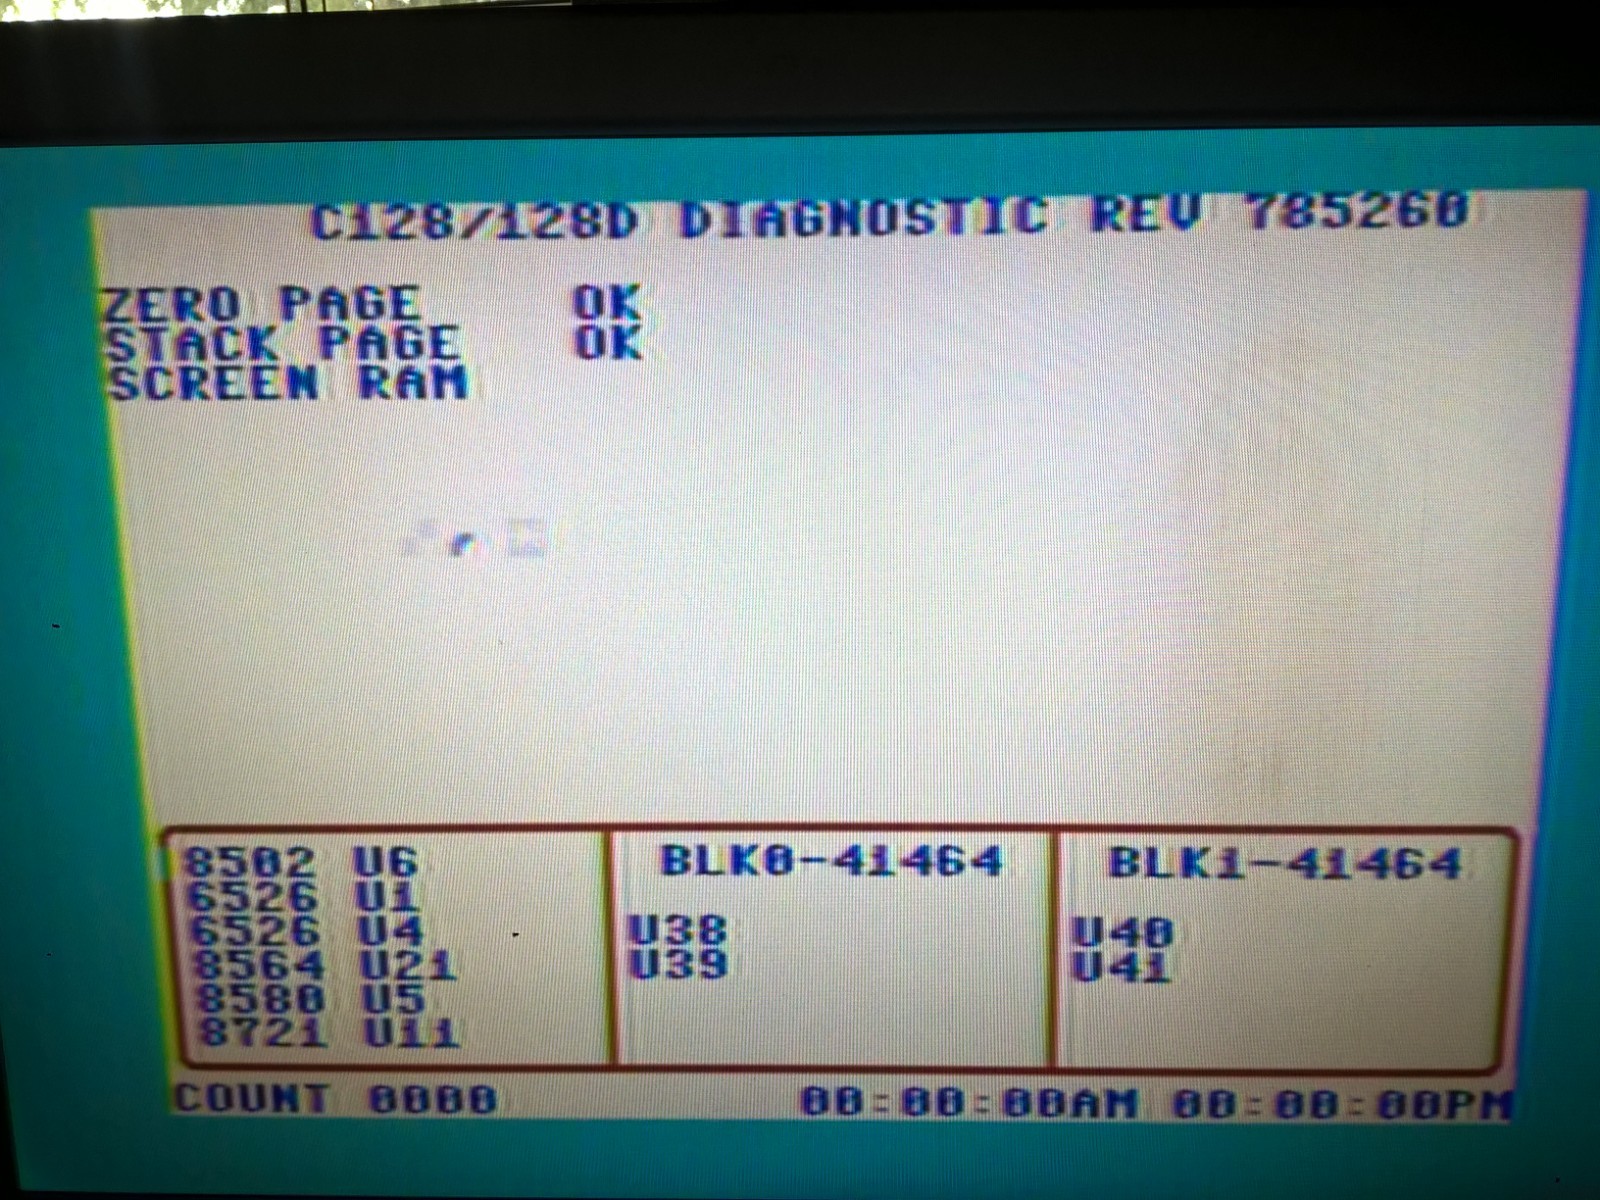 C128/128D DIAGNOSTIC REV 785260
ZERO PAGE OK
STACK PAGE OK
SCREEN RAM
8502 U6
6526 U1
6526 U4
8564 U21
8580 U5
8721 U11
BLK0-41464
U38
U39
BLK1-41464
U40
U41
COUNT 0000
00:00:00AM 00:00:00PM